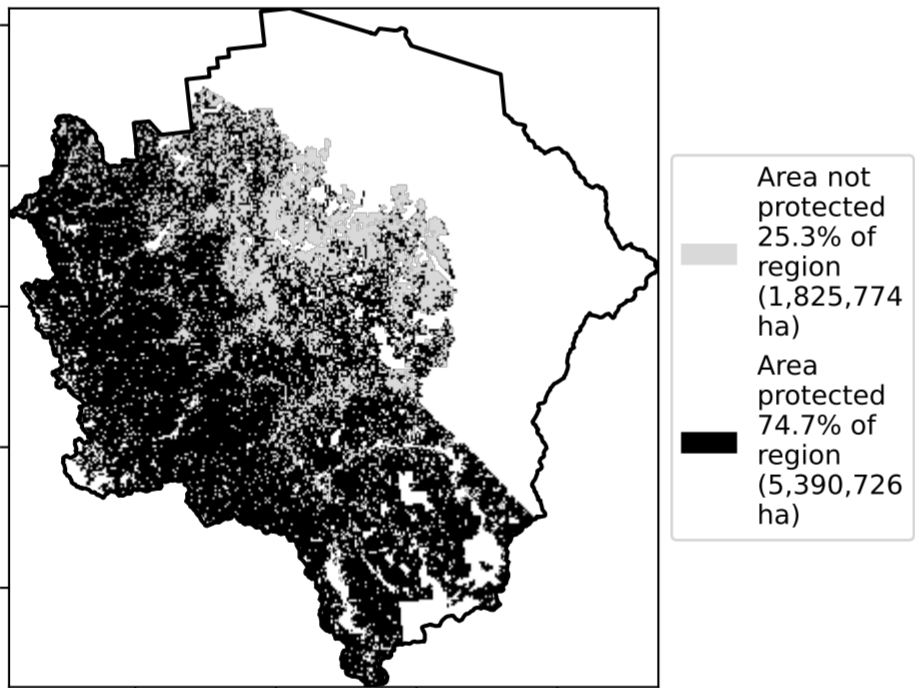 Area not
protected
25.3% of
region
(1,825,774
ha)
Area
protected
74.7% of
region
(5,390,726
ha)